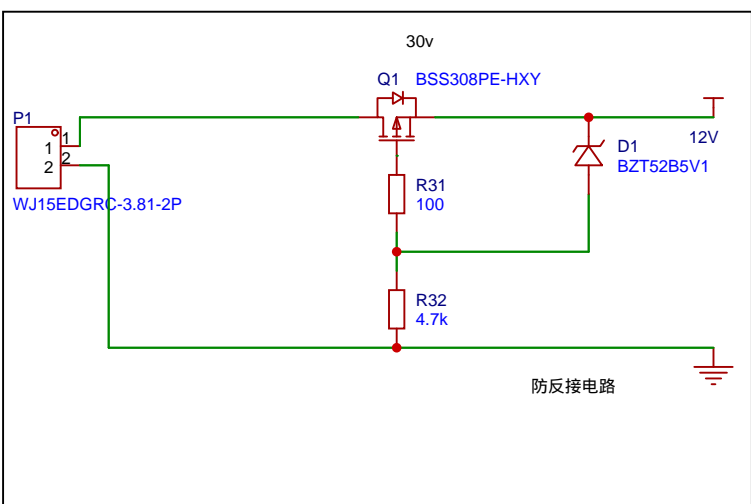 30v
Q1 BSS308PE-HXY
P1
1
1
2
2
WJ15EDGRC-3.81-2P
12V
D1
BZT52B5V1
R31
100
R32
4.7k
防反接电路